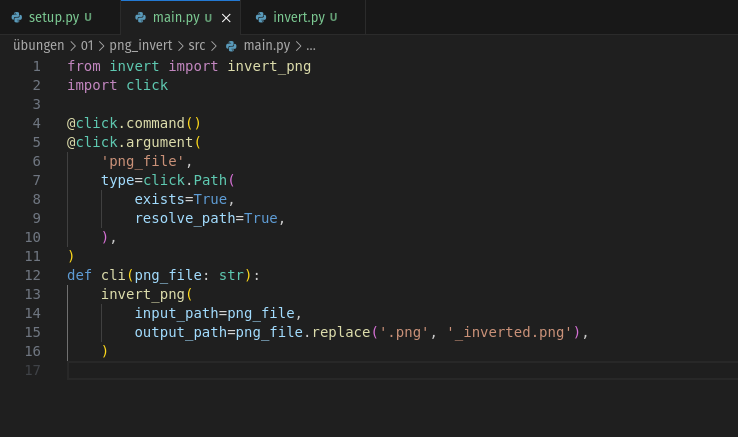 setup.py U main.py U × invert.py U
übungen > 01 > png_invert > src > main.py > ...
1 from invert import invert_png
2 import click
3
4 @click.command()
5 @click.argument(
6     'png_file',
7     type=click.Path(
8         exists=True,
9         resolve_path=True,
10     ),
11 )
12 def cli(png_file: str):
13     invert_png(
14         input_path=png_file,
15         output_path=png_file.replace('.png', '_inverted.png'),
16     )
17